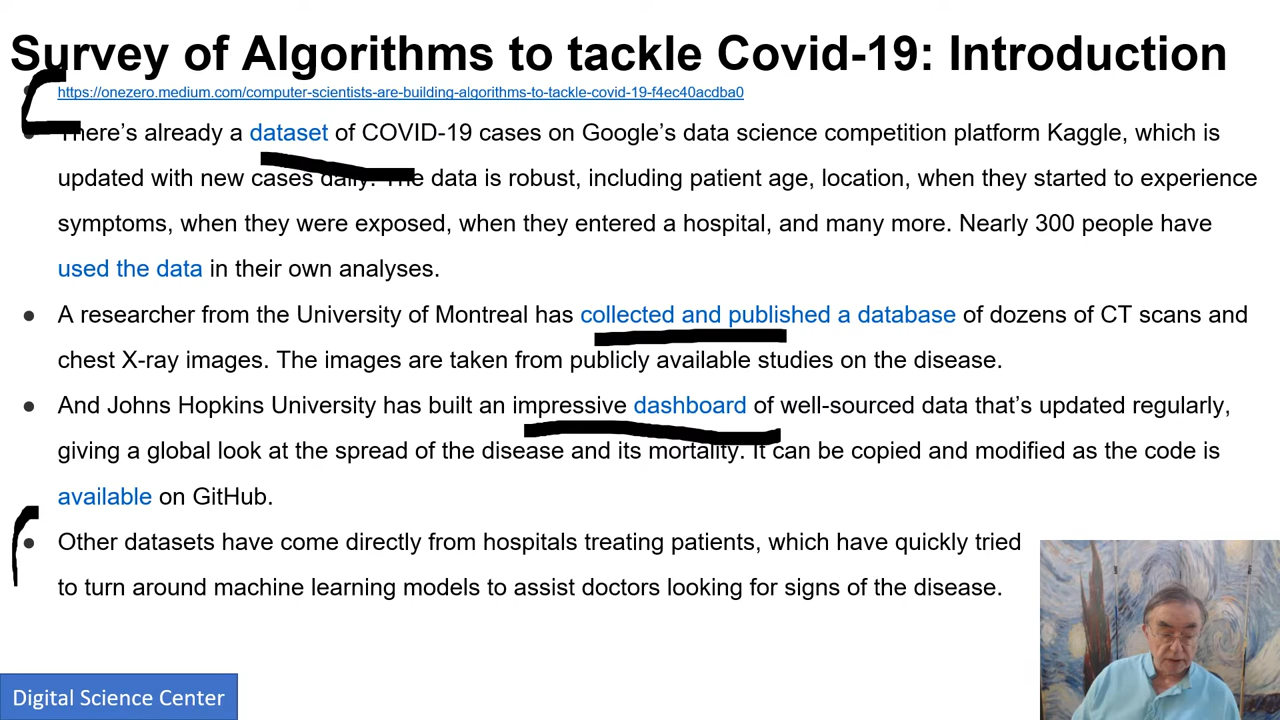 Survey of Algorithms to tackle Covid-19: Introduction
https://onezero.medium.com/computer-scientists-are-building-algorithms-to-tackle-covid-19-f4ec40acdba0
There’s already a dataset of COVID-19 cases on Google’s data science competition platform Kaggle, which is
updated with new cases daily. The data is robust, including patient age, location, when they started to experience
symptoms, when they were exposed, when they entered a hospital, and many more. Nearly 300 people have
used the data in their own analyses.
A researcher from the University of Montreal has collected and published a database of dozens of CT scans and
chest X-ray images. The images are taken from publicly available studies on the disease.
And Johns Hopkins University has built an impressive dashboard of well-sourced data that’s updated regularly,
giving a global look at the spread of the disease and its mortality. It can be copied and modified as the code is
available on GitHub.
Other datasets have come directly from hospitals treating patients, which have quickly tried
to turn around machine learning models to assist doctors looking for signs of the disease.
Digital Science Center